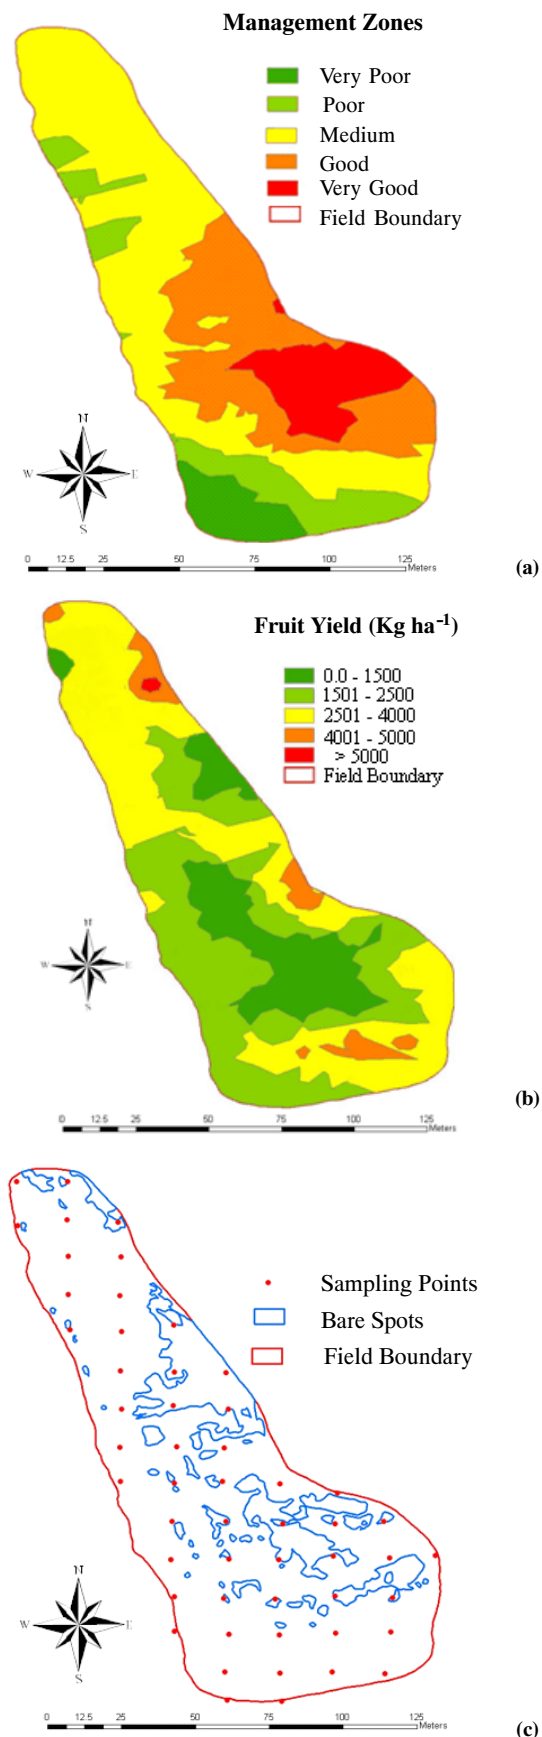 Management Zones
Very Poor
Poor
Medium
Good
Very Good
Field Boundary
N
W E
S
0 12.5 25 50 75 100 125
Meters
(a)
Fruit Yield (Kg ha⁻¹)
0.0 - 1500
1501 - 2500
2501 - 4000
4001 - 5000
> 5000
Field Boundary
N
W E
S
0 12.5 25 50 75 100 125
Meters
(b)
Sampling Points
Bare Spots
Field Boundary
N
W E
S
0 12.5 25 50 75 100 125
Meters
(c)